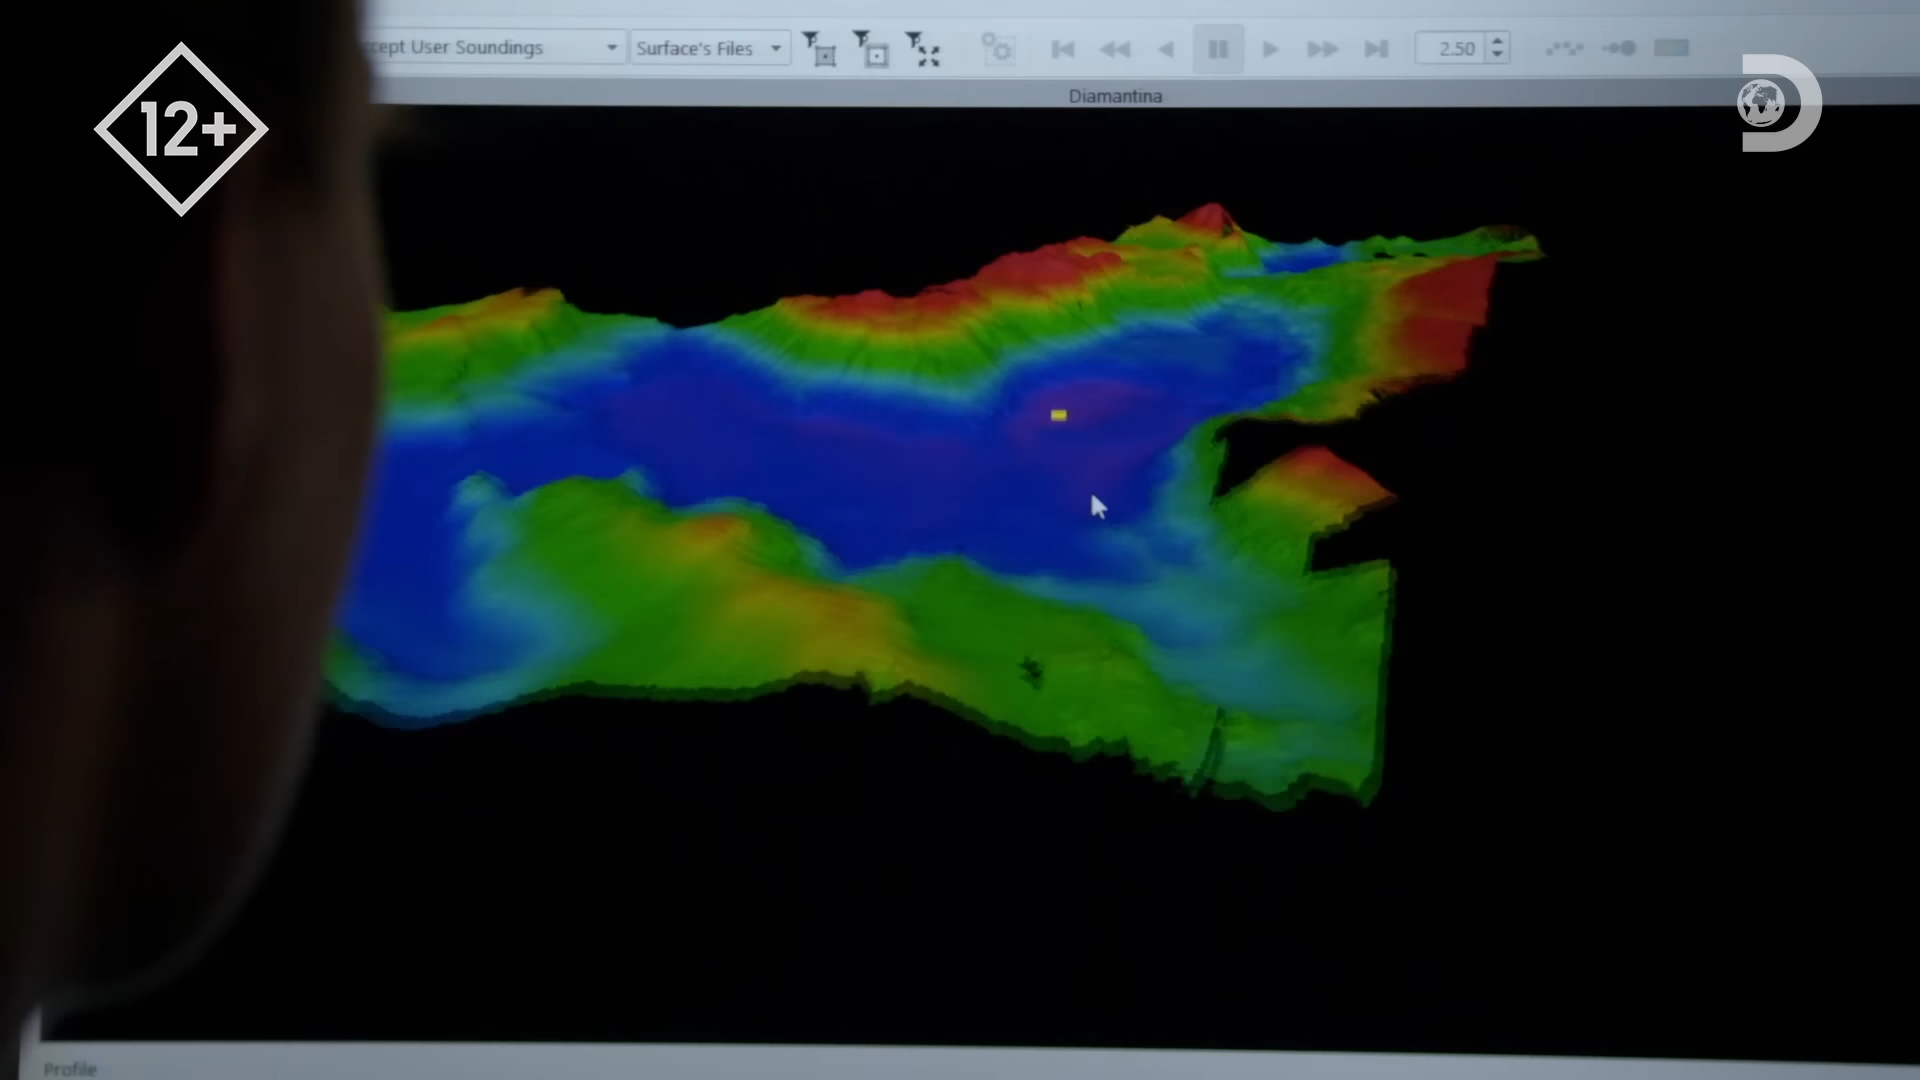 cept User Soundings
Surface's Files
2.50
Diamantina
12+
Profile